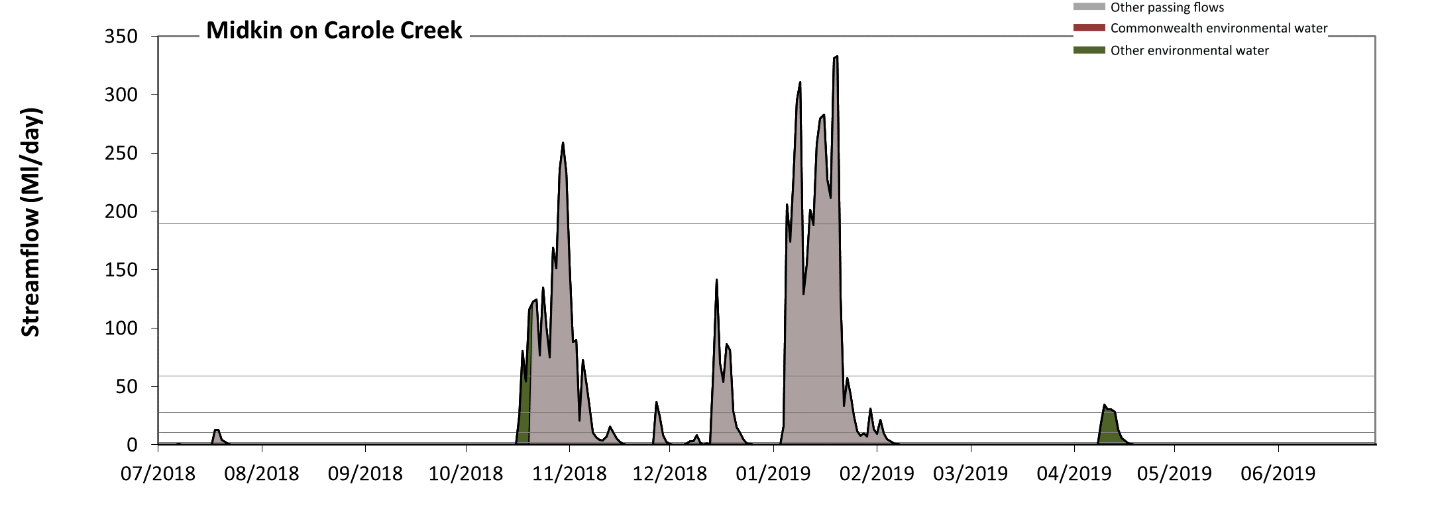 Other passing flows
Midkin on Carole Creek
Commonwealth environmental water
Other environmental water
Streamflow (Ml/day)
350
300
250
200
150
100
50
0
07/2018 08/2018 09/2018 10/2018 11/2018 12/2018 01/2019 02/2019 03/2019 04/2019 05/2019 06/2019